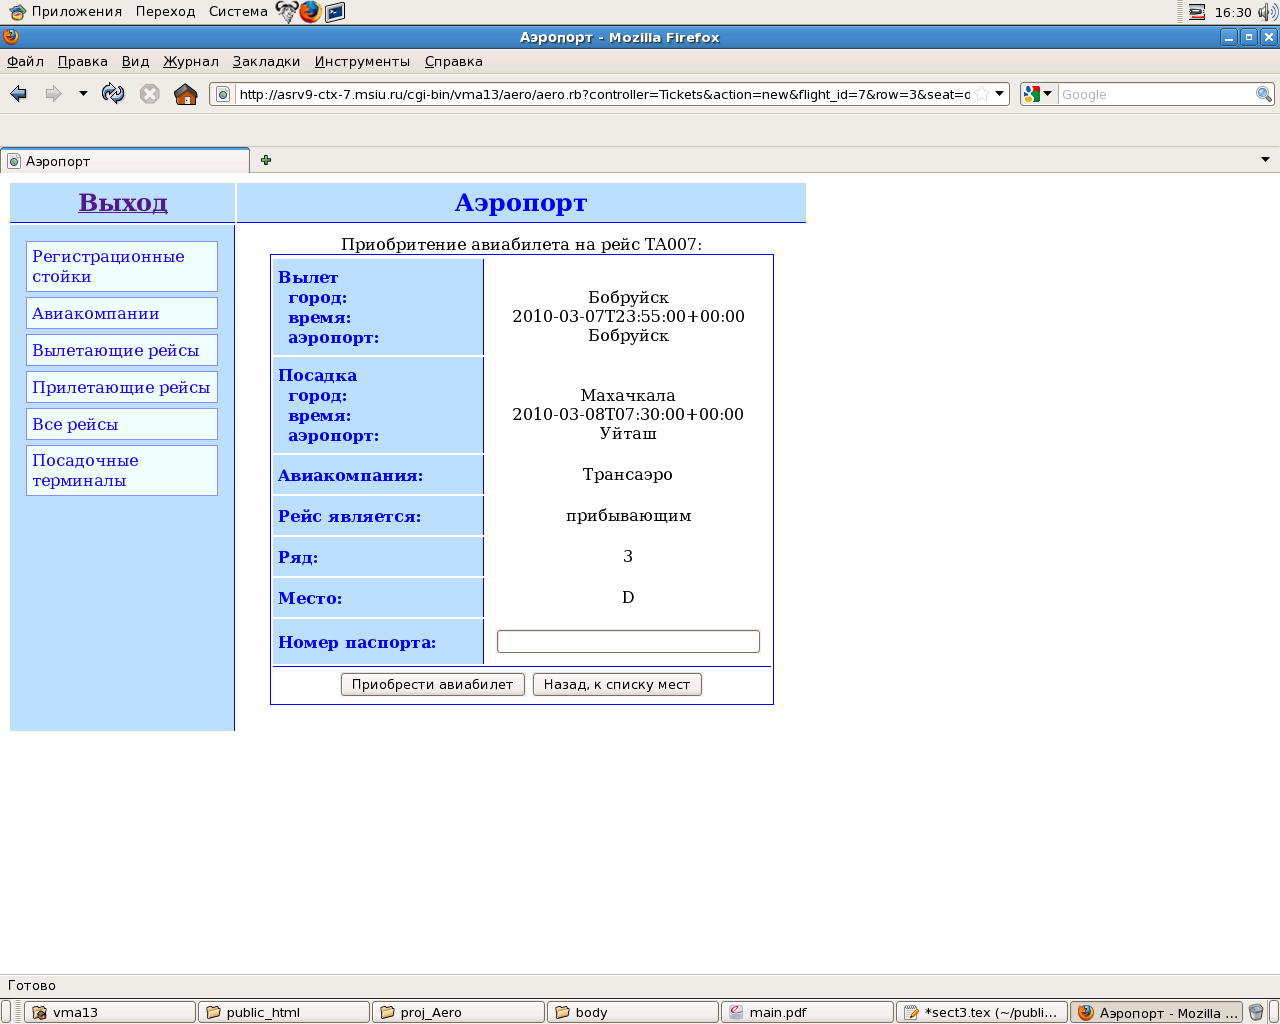 Приложения Переход Система 16:30
Аэропорт - Mozilla Firefox
Файл Правка Вид Журнал Закладки Инструменты Справка
http://asrv9-ctx-7.msiu.ru/cgi-bin/vma13/aero/aero.rb?controller=Tickets&action=new&flight_id=7&row=3&seat=d Google
Аэропорт
Выход Аэропорт
Регистрационные
стойки
Авиакомпании
Вылетающие рейсы
Прилетающие рейсы
Все рейсы
Посадочные
терминалы
Приобритение авиабилета на рейс TA007:
Вылет
город: Бобруйск
время: 2010-03-07T23:55:00+00:00
аэропорт: Бобруйск
Посадка
город: Махачкала
время: 2010-03-08T07:30:00+00:00
аэропорт: Уйташ
Авиакомпания: Трансаэро
Рейс является: прибывающим
Ряд: 3
Место: D
Номер паспорта:
Приобрести авиабилет Назад, к списку мест
Готово
vma13 public_html proj_Aero body main.pdf *sect3.tex (~/publi... Аэропорт - Mozilla ...